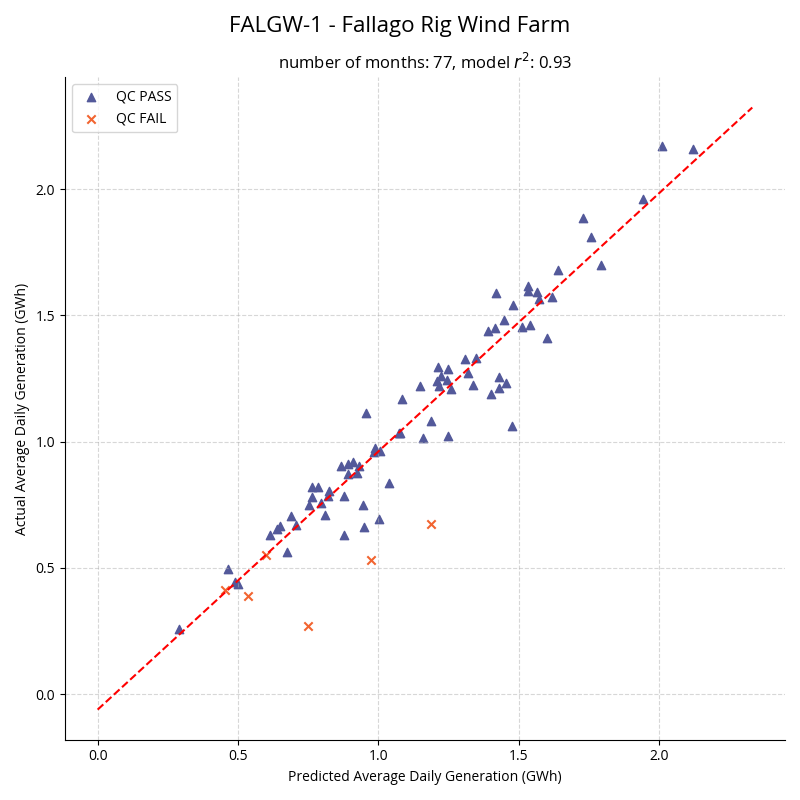 FALGW-1 - Fallago Rig Wind Farm
number of months: 77, model r²: 0.93
QC PASS
QC FAIL
2.0
1.5
1.0
0.5
0.0
Actual Average Daily Generation (GWh)
0.0 0.5 1.0 1.5 2.0
Predicted Average Daily Generation (GWh)